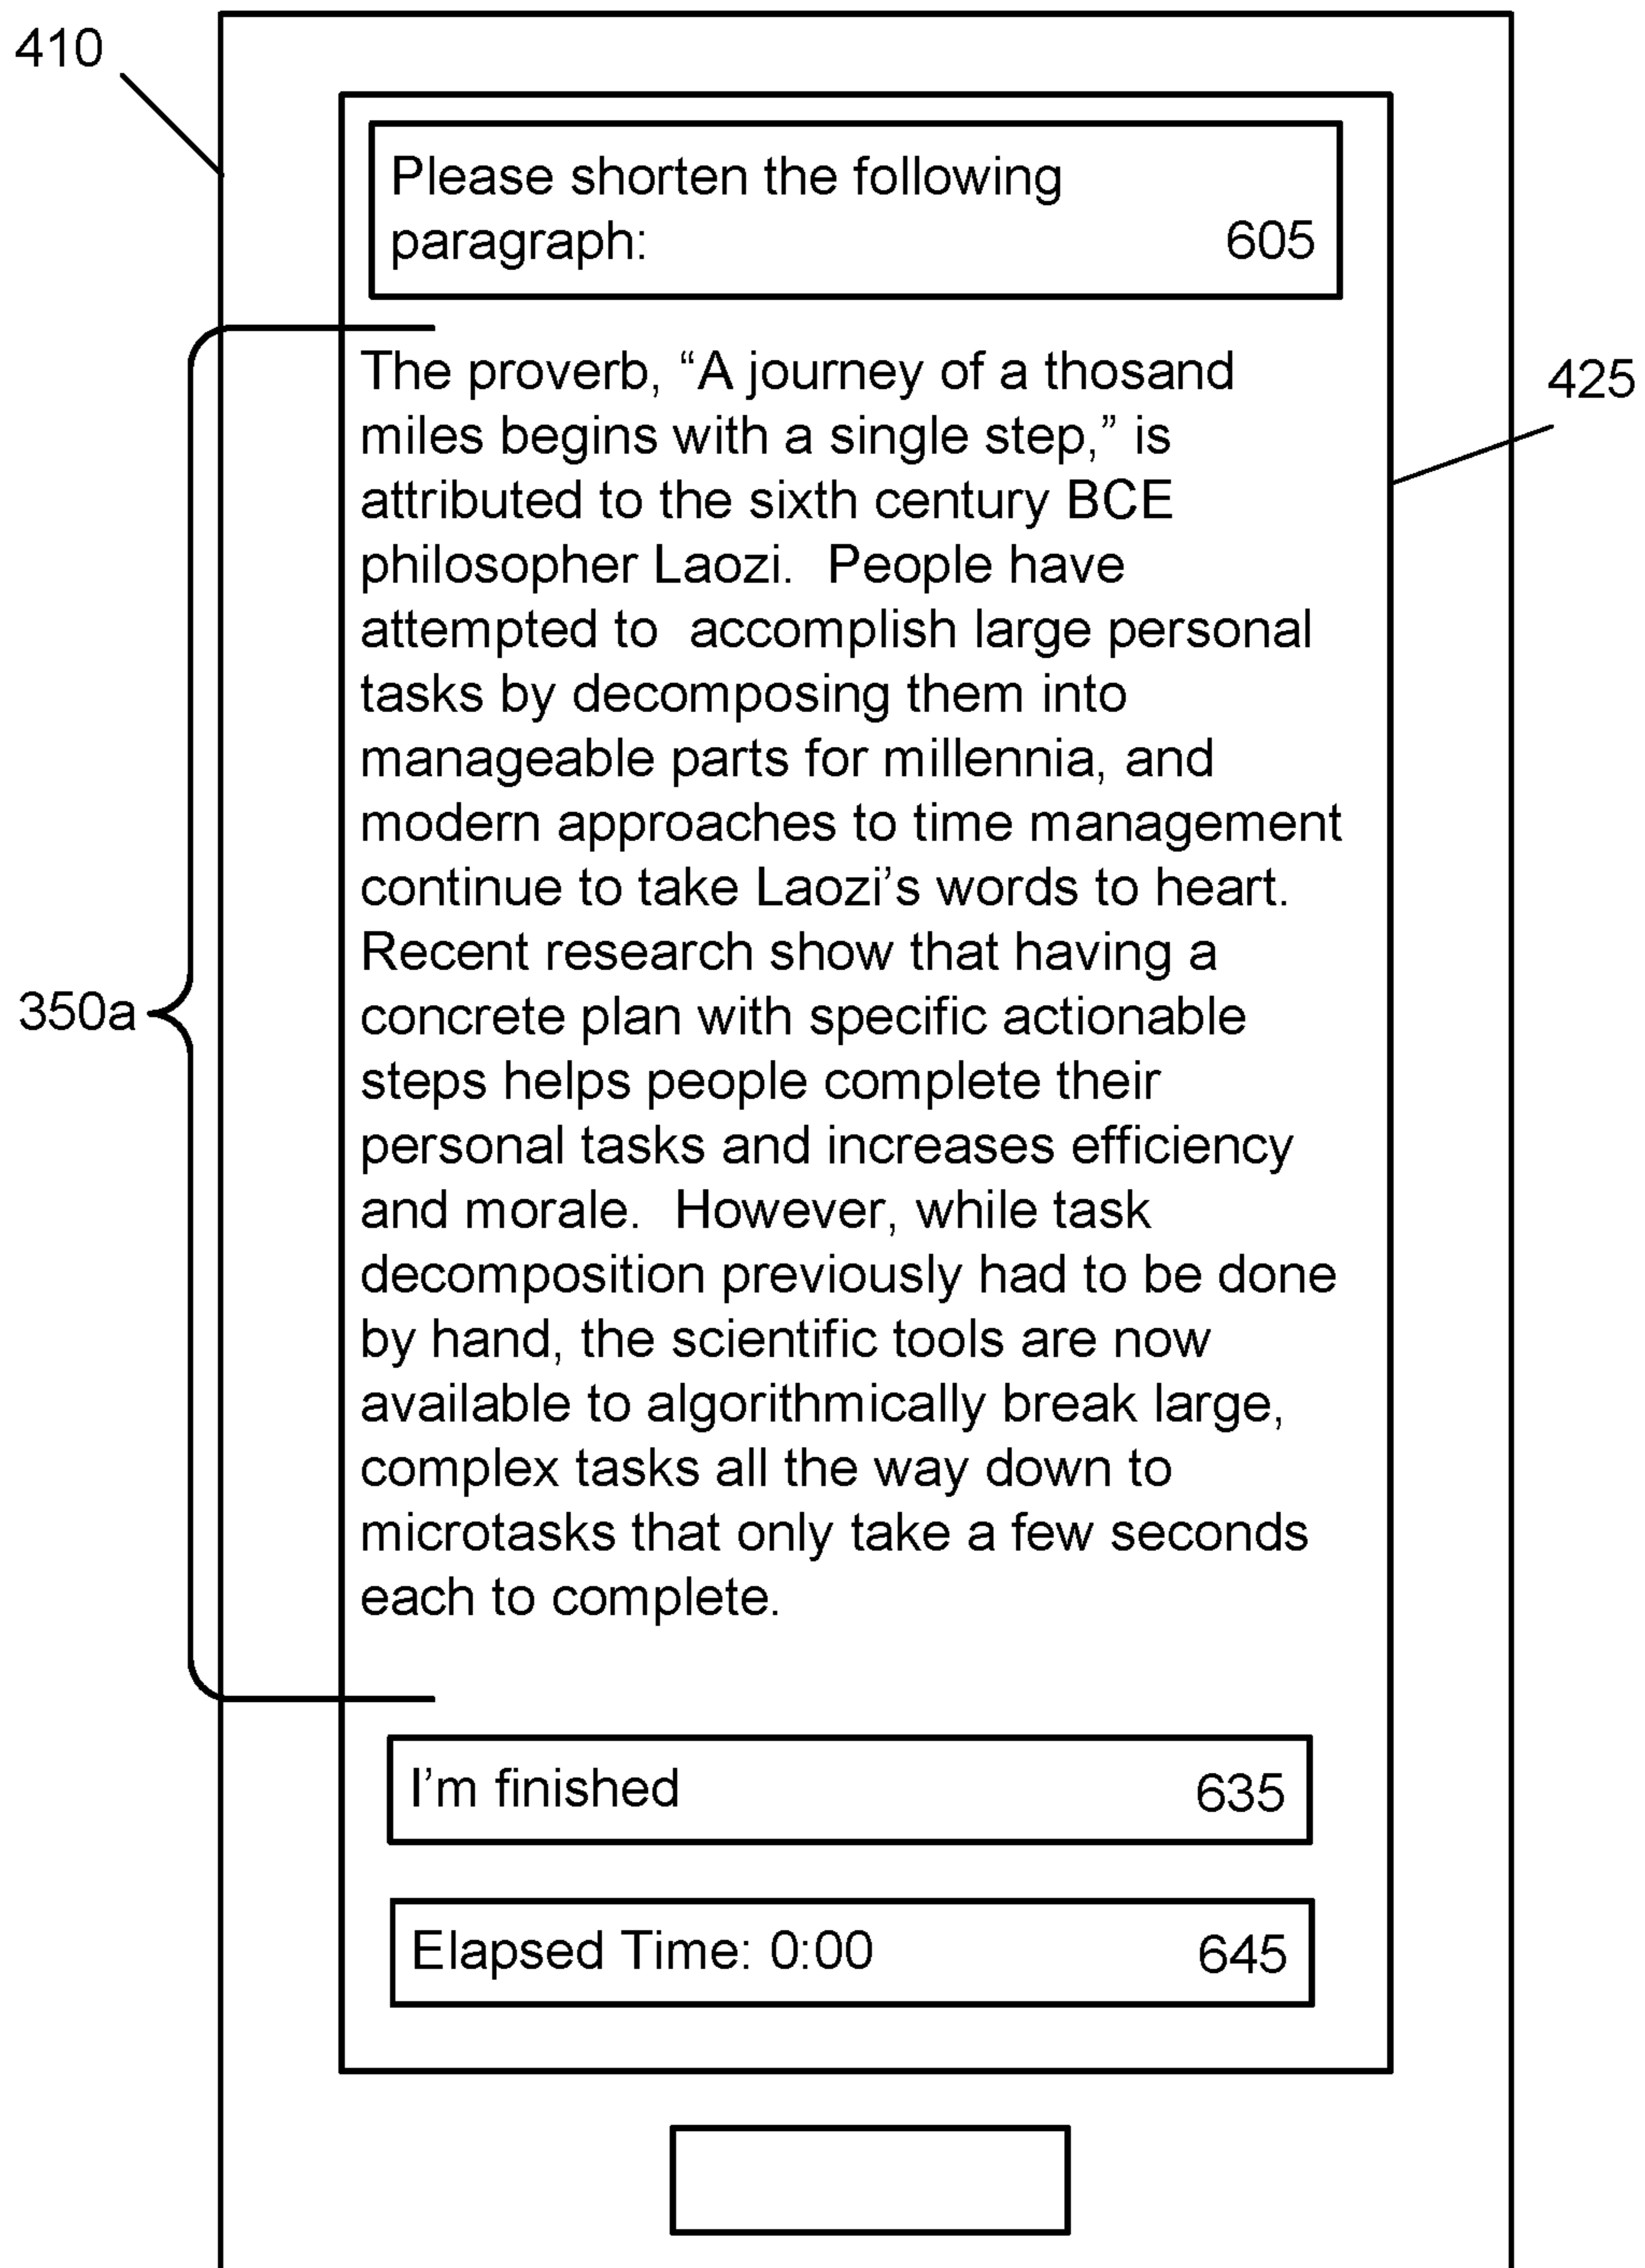 410
Please shorten the following
paragraph: 605
The proverb, “A journey of a thosand
miles begins with a single step,” is
attributed to the sixth century BCE
philosopher Laozi.  People have
attempted to  accomplish large personal
tasks by decomposing them into
manageable parts for millennia, and
modern approaches to time management
continue to take Laozi’s words to heart.
Recent research show that having a
concrete plan with specific actionable
steps helps people complete their
personal tasks and increases efficiency
and morale.  However, while task
decomposition previously had to be done
by hand, the scientific tools are now
available to algorithmically break large,
complex tasks all the way down to
microtasks that only take a few seconds
each to complete.
425
350a
I’m finished 635
Elapsed Time: 0:00 645